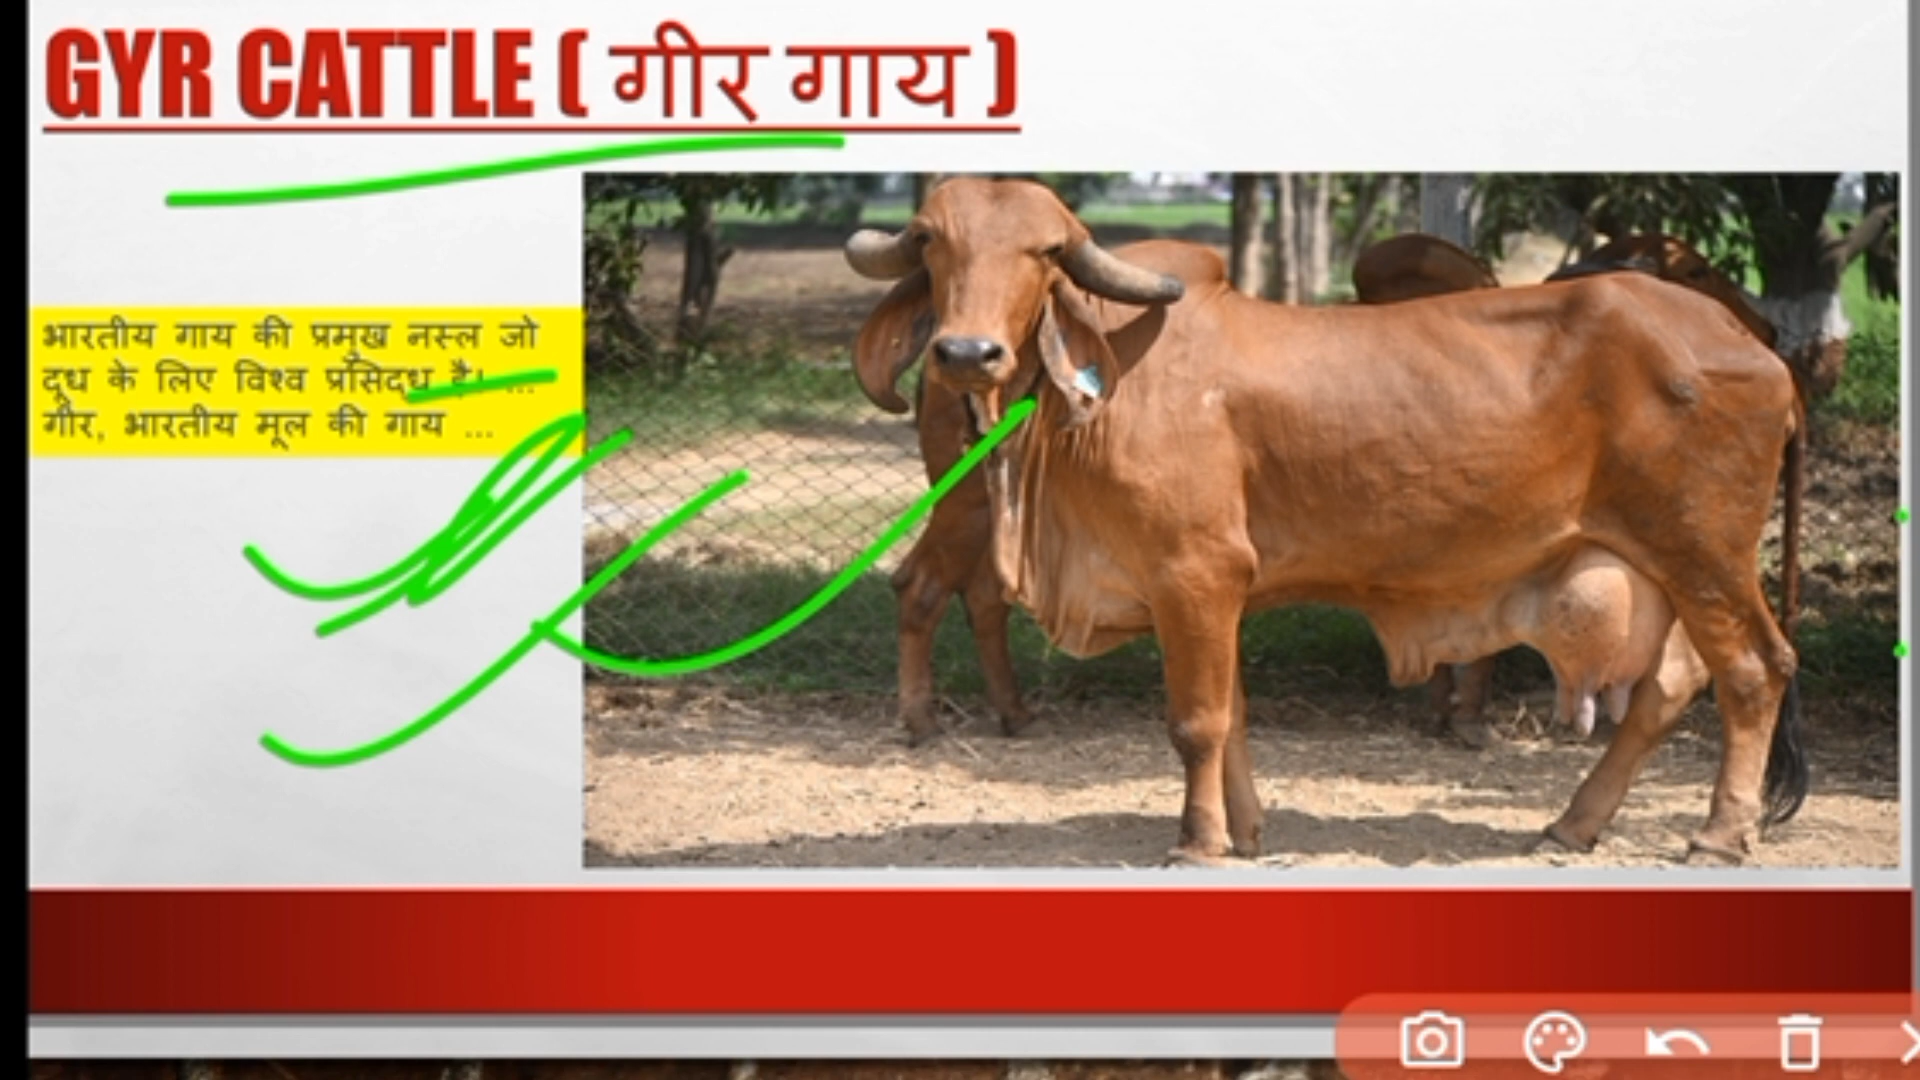 GYR CATTLE ( गीर गाय )
भारतीय गाय की प्रमुख नस्ल जो
दूध के लिए विश्व प्रसिद्ध है। ...
गीर, भारतीय मूल की गाय ...